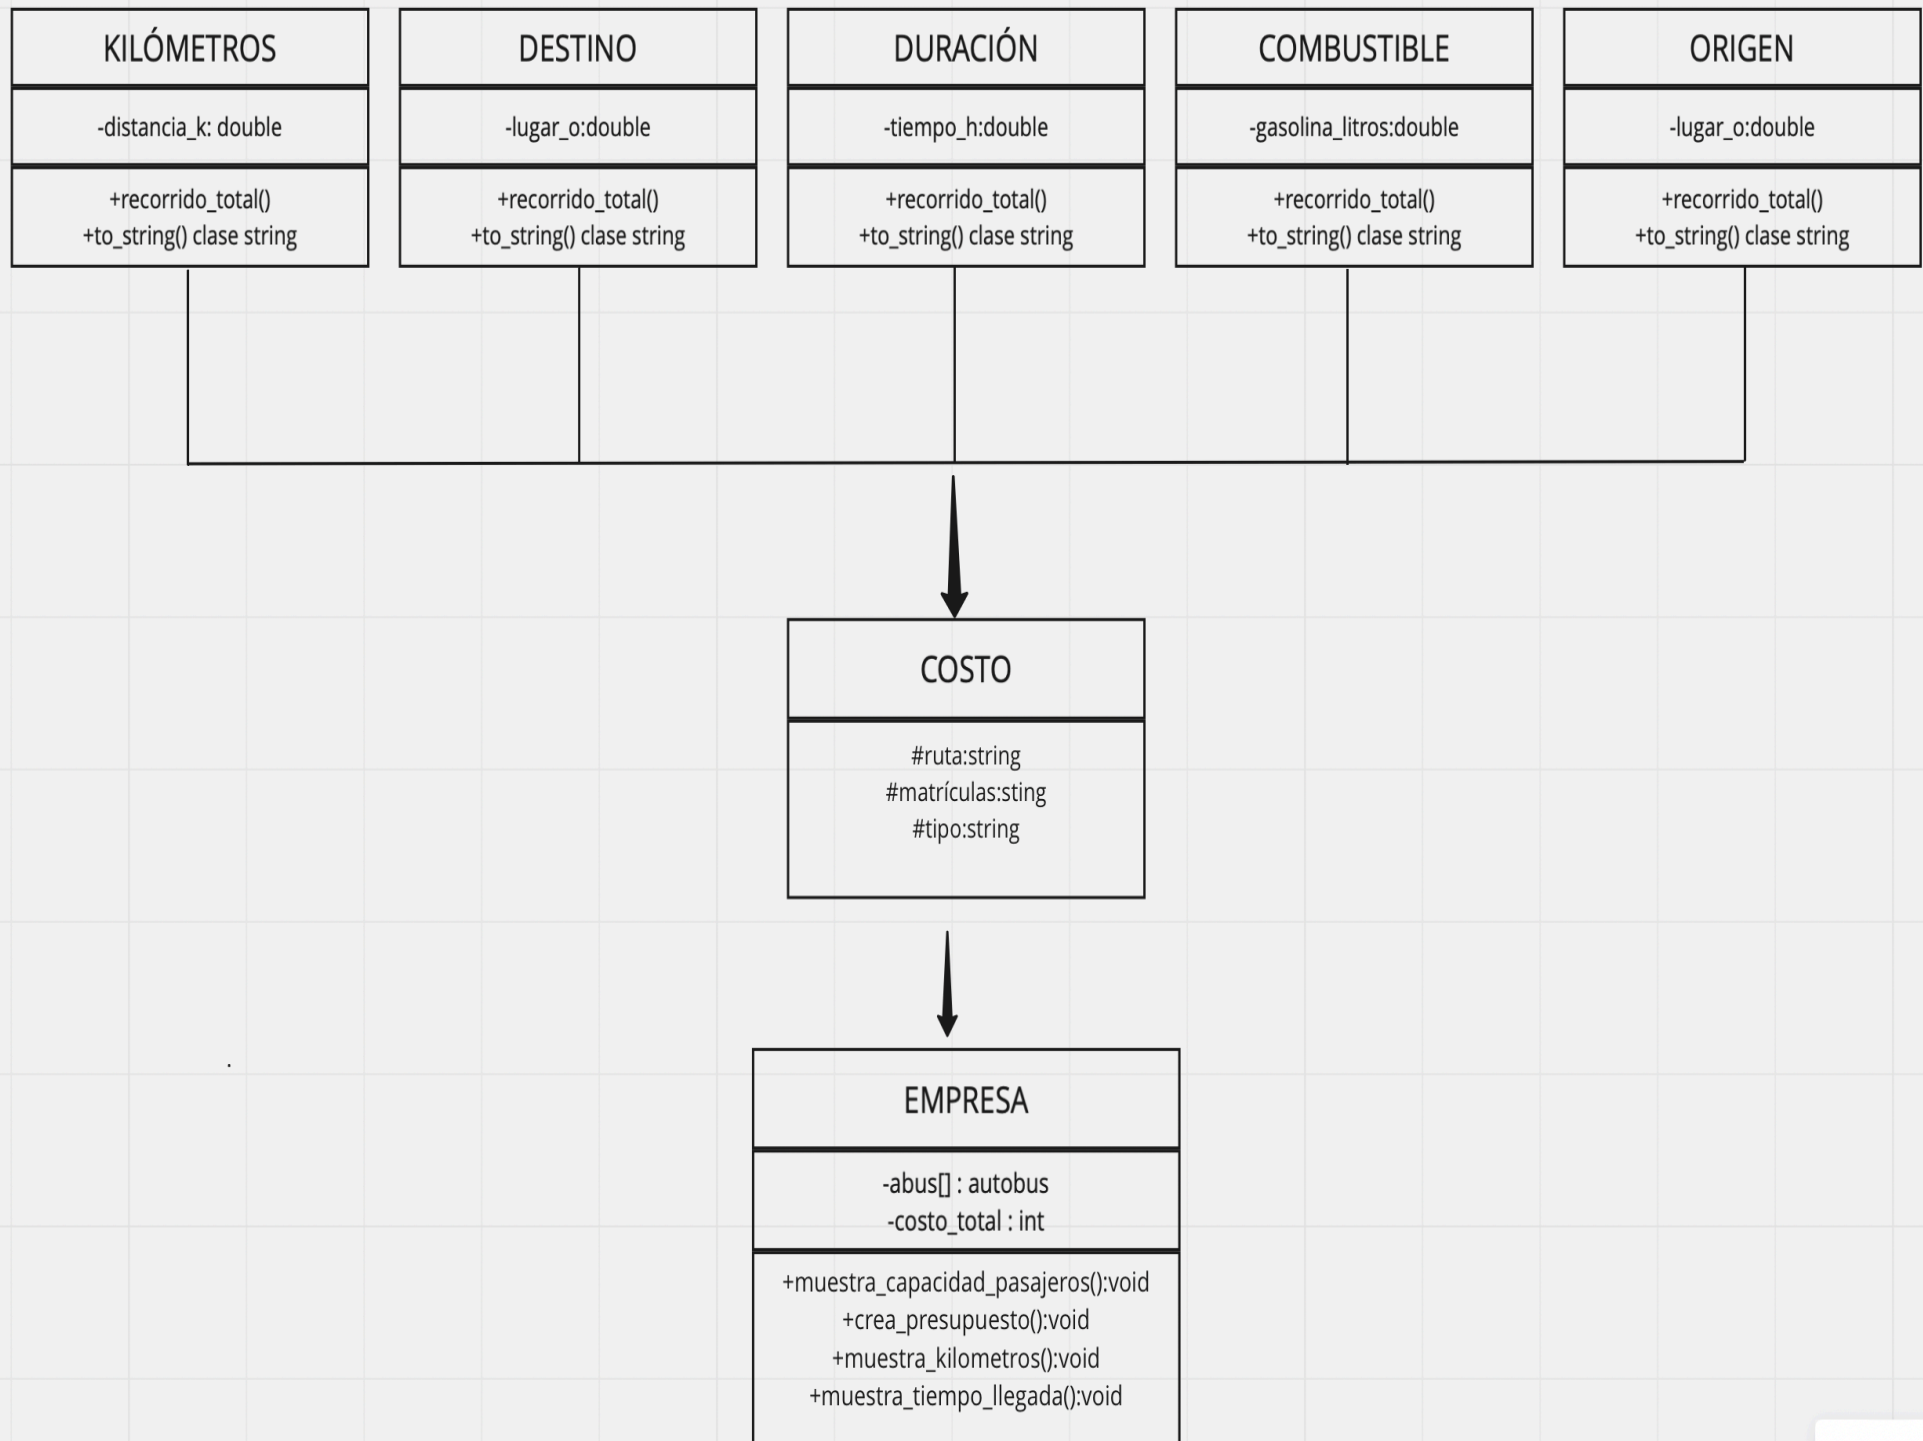 KILÓMETROS
-distancia_k: double
+recorrido_total()
+to_string() clase string
DESTINO
-lugar_o:double
+recorrido_total()
+to_string() clase string
DURACIÓN
-tiempo_h:double
+recorrido_total()
+to_string() clase string
COMBUSTIBLE
-gasolina_litros:double
+recorrido_total()
+to_string() clase string
ORIGEN
-lugar_o:double
+recorrido_total()
+to_string() clase string
COSTO
#ruta:string
#matrículas:sting
#tipo:string
EMPRESA
-abus[] : autobus
-costo_total : int
+muestra_capacidad_pasajeros():void
+crea_presupuesto():void
+muestra_kilometros():void
+muestra_tiempo_llegada():void